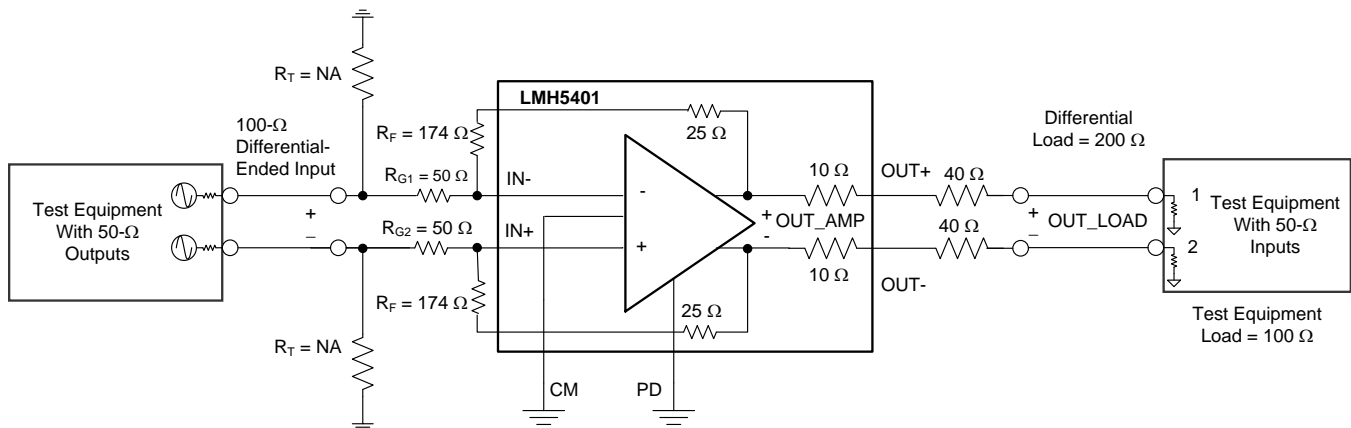 R_T = NA
LMH5401
100-Ω
Differential-
Ended Input
R_F = 174 Ω
25 Ω
Differential
Load = 200 Ω
R_G1 = 50 Ω
IN-
-
10 Ω
OUT+
40 Ω
1
Test Equipment
With 50-Ω
Outputs
+
–
R_G2 = 50 Ω
IN+
+
+
-
OUT_AMP
+
–
OUT_LOAD
Test Equipment
With 50-Ω
Inputs
40 Ω
2
10 Ω
OUT-
R_F = 174 Ω
25 Ω
Test Equipment
Load = 100 Ω
R_T = NA
CM
PD